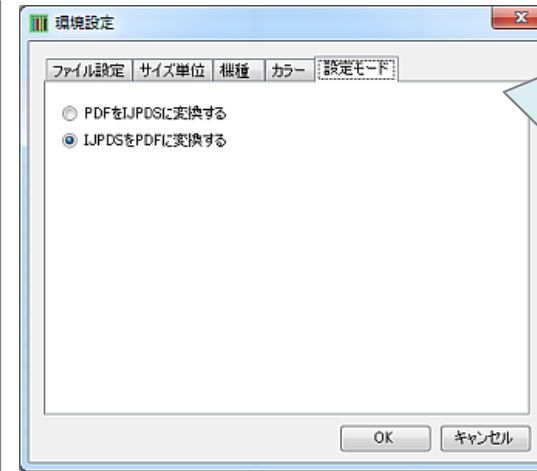 環境設定
ファイル設定 サイズ単位 機種 カラー 設定モード
PDFをIJPDSに変換する
IJPDSをPDFに変換する
OK キャンセル